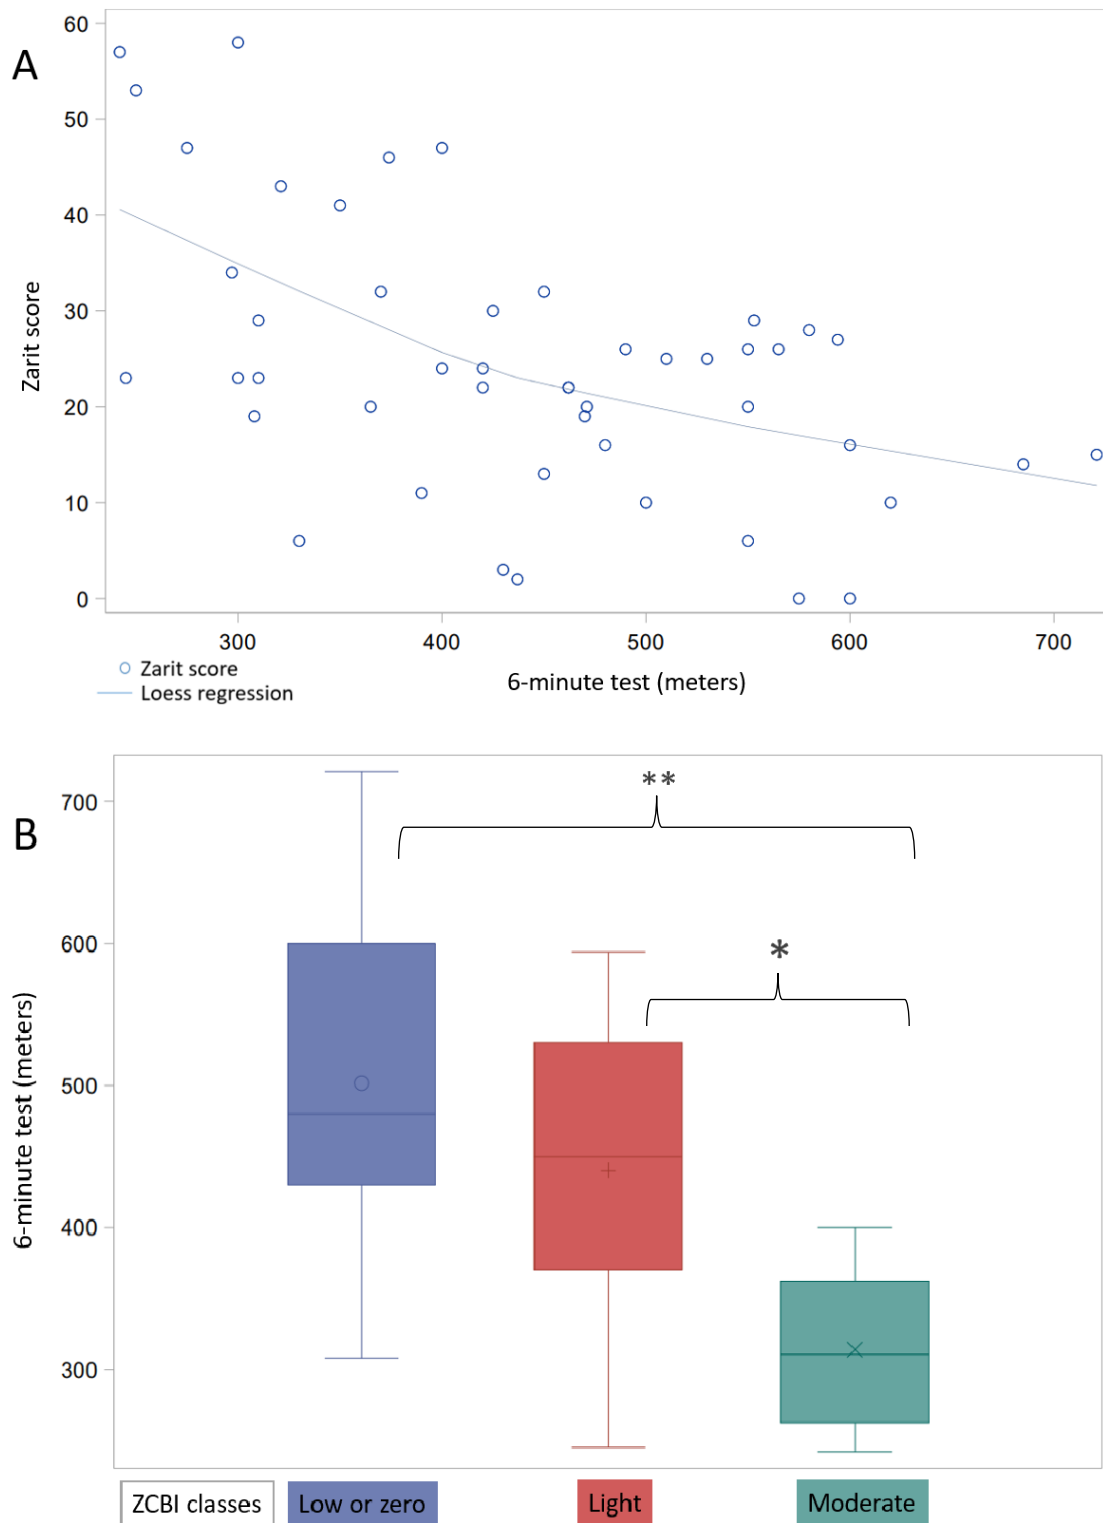 A
60
50
40
30
20
10
0
Zarit score
300 400 500 600 700
6-minute test (meters)
Zarit score
Loess regression
B
700
600
500
400
300
6-minute test (meters)
**
*
ZCBI classes Low or zero Light Moderate